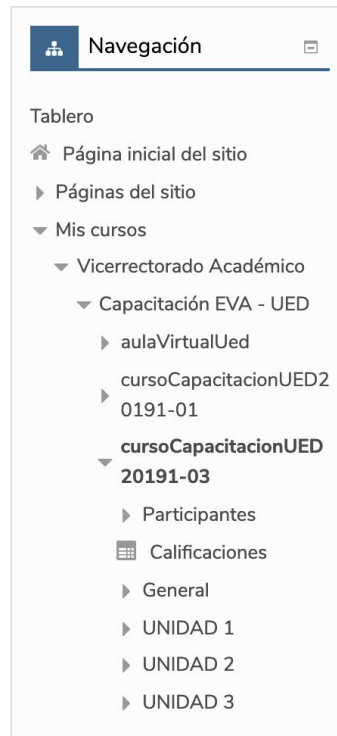 Navegación
Tablero
Página inicial del sitio
Páginas del sitio
Mis cursos
Vicerrectorado Académico
Capacitación EVA - UED
aulaVirtualUed
cursoCapacitacionUED2
0191-01
cursoCapacitacionUED
20191-03
Participantes
Calificaciones
General
UNIDAD 1
UNIDAD 2
UNIDAD 3